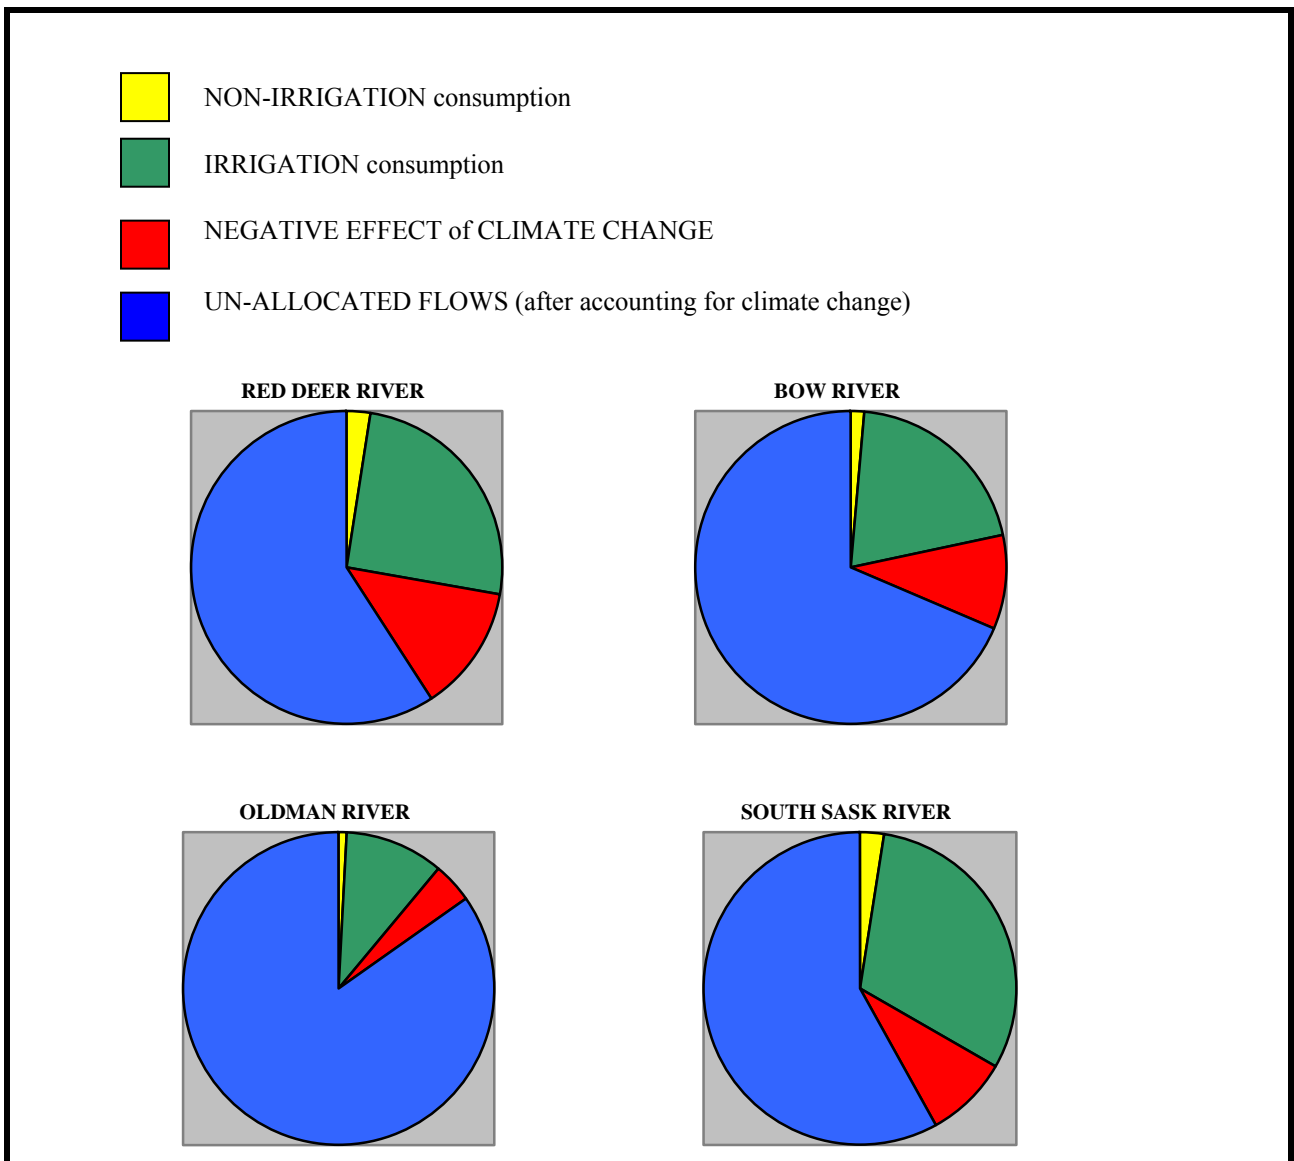 NON-IRRIGATION consumption
IRRIGATION consumption
NEGATIVE EFFECT of CLIMATE CHANGE
UN-ALLOCATED FLOWS (after accounting for climate change)
RED DEER RIVER
BOW RIVER
OLDMAN RIVER
SOUTH SASK RIVER